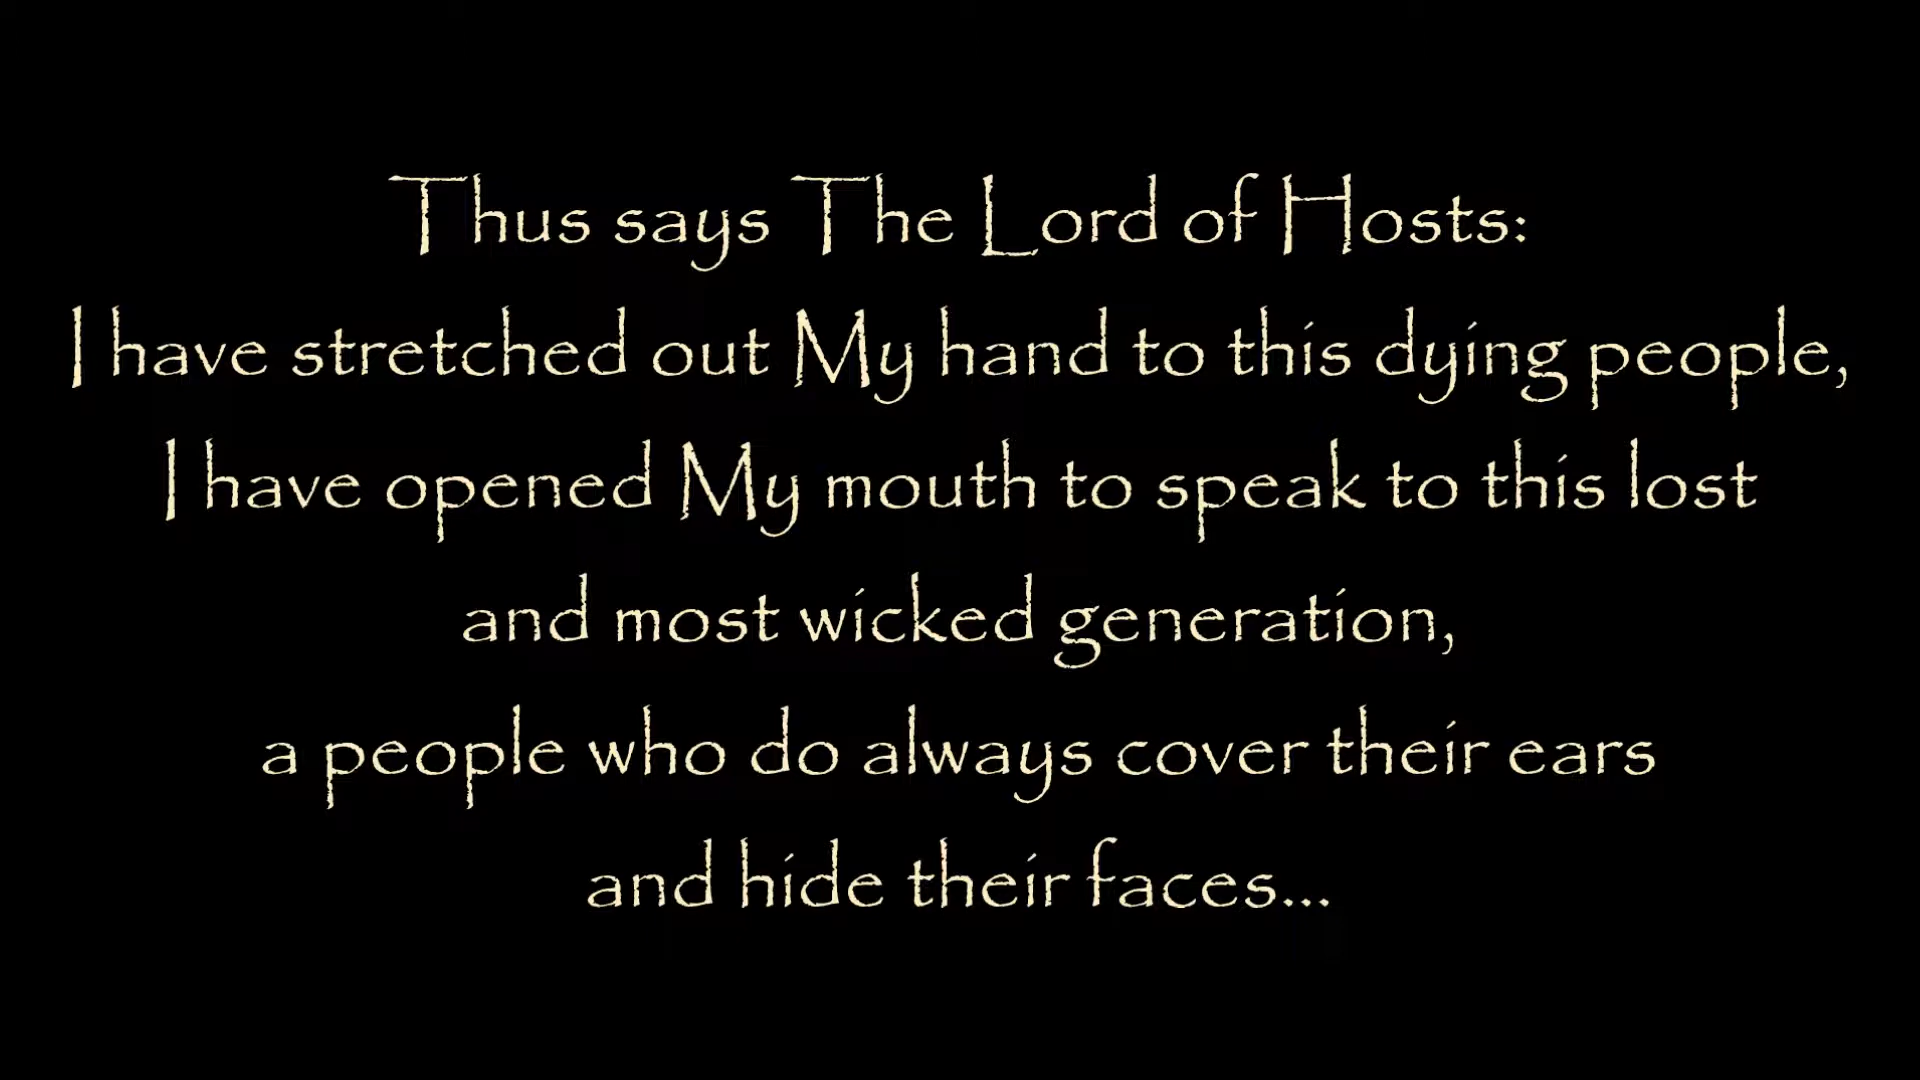 Thus says The Lord of Hosts:
I have stretched out My hand to this dying people,
I have opened My mouth to speak to this lost
and most wicked generation,
a people who do always cover their ears
and hide their faces...